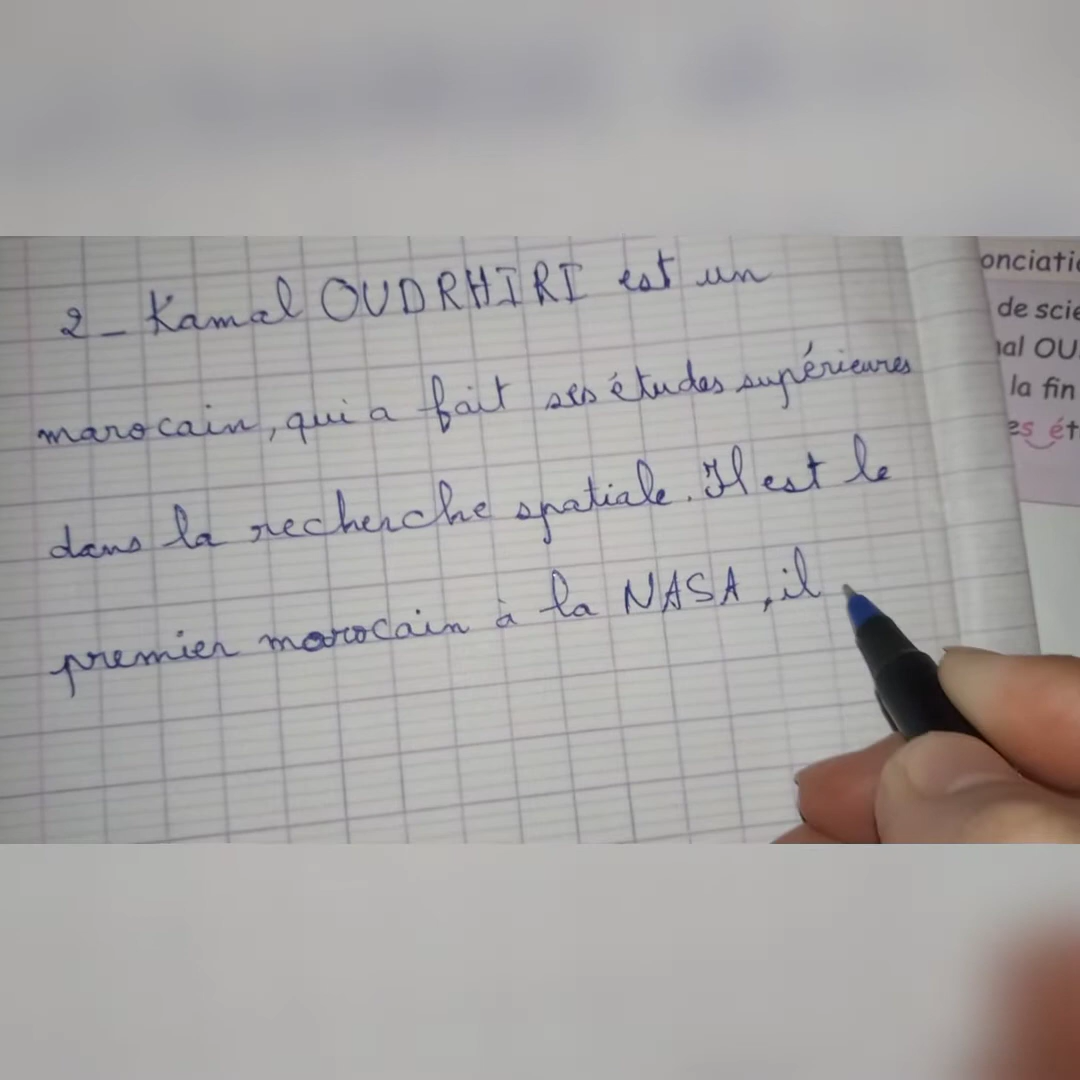 2_ Kamal OUDRHIRI est un
marocain, qui a fait ses études supérieures
dans la recherche spatiale. Il est le
premier marocain à la NASA, il
onciati
de scie
al OU
la fin
es ét